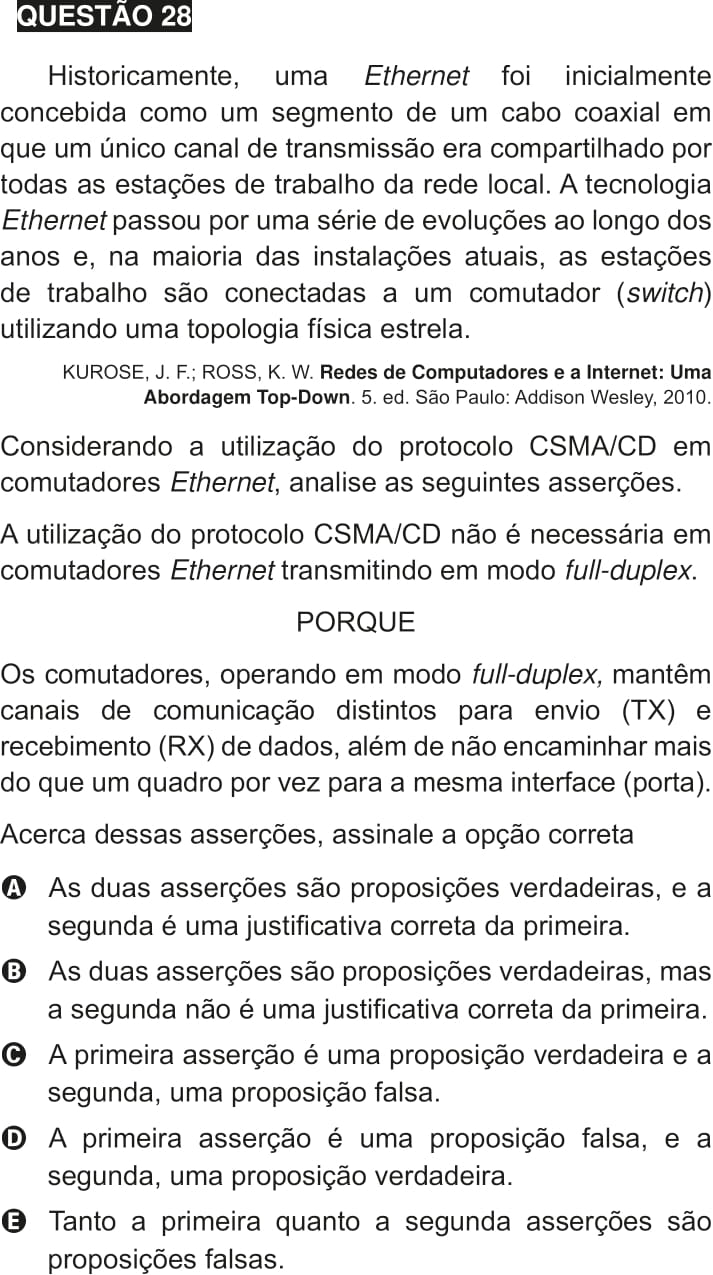 QUESTÃO 28
Historicamente, uma Ethernet foi inicialmente
concebida como um segmento de um cabo coaxial em
que um único canal de transmissão era compartilhado por
todas as estações de trabalho da rede local. A tecnologia
Ethernet passou por uma série de evoluções ao longo dos
anos e, na maioria das instalações atuais, as estações
de trabalho são conectadas a um comutador (switch)
utilizando uma topologia física estrela.
KUROSE, J. F.; ROSS, K. W. Redes de Computadores e a Internet: Uma
Abordagem Top-Down. 5. ed. São Paulo: Addison Wesley, 2010.
Considerando a utilização do protocolo CSMA/CD em
comutadores Ethernet, analise as seguintes asserções.
A utilização do protocolo CSMA/CD não é necessária em
comutadores Ethernet transmitindo em modo full-duplex.
PORQUE
Os comutadores, operando em modo full-duplex, mantêm
canais de comunicação distintos para envio (TX) e
recebimento (RX) de dados, além de não encaminhar mais
do que um quadro por vez para a mesma interface (porta).
Acerca dessas asserções, assinale a opção correta
A As duas asserções são proposições verdadeiras, e a
segunda é uma justificativa correta da primeira.
B As duas asserções são proposições verdadeiras, mas
a segunda não é uma justificativa correta da primeira.
C A primeira asserção é uma proposição verdadeira e a
segunda, uma proposição falsa.
D A primeira asserção é uma proposição falsa, e a
segunda, uma proposição verdadeira.
E Tanto a primeira quanto a segunda asserções são
proposições falsas.